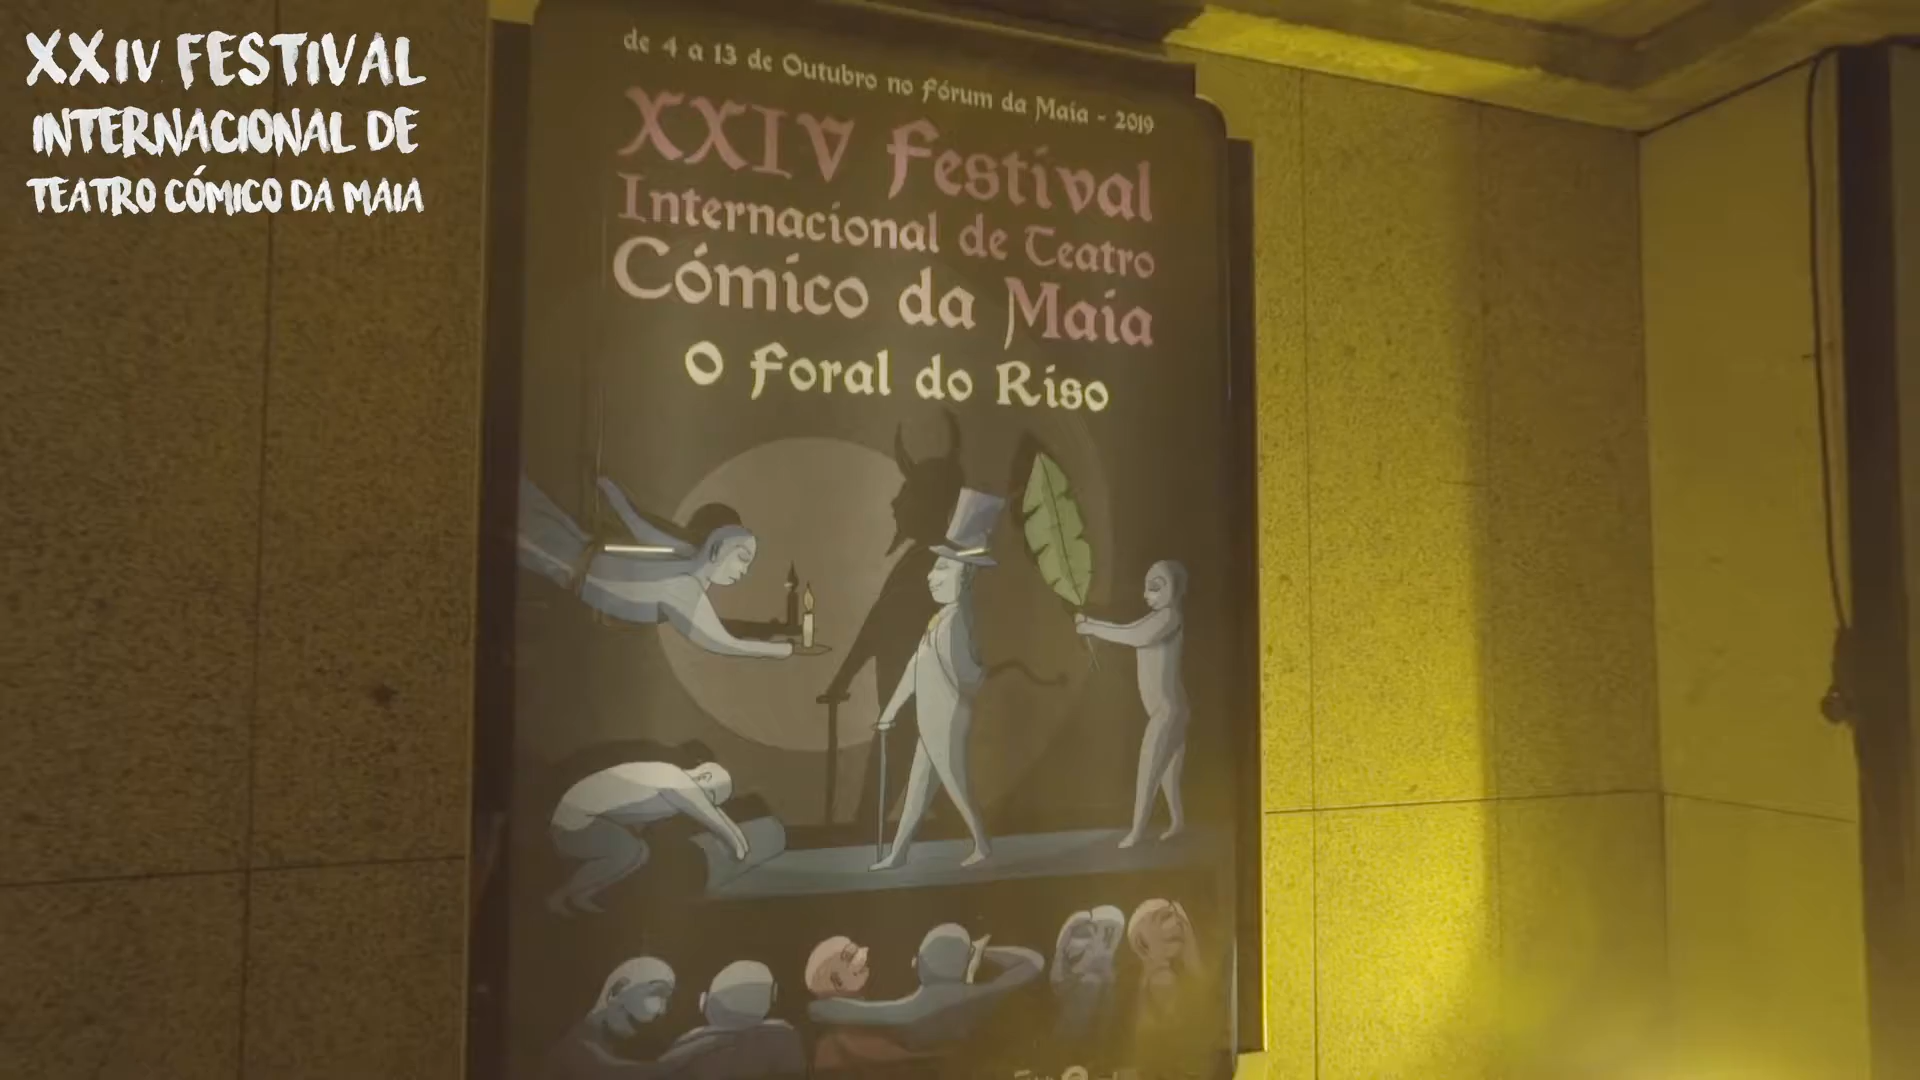 XXIV FESTIVAL
INTERNACIONAL DE
TEATRO CÓMICO DA MAIA
de 4 a 13 de Outubro no Fórum da Maia - 2019
XXIV Festival
Internacional de Teatro
Cómico da Maia
O Foral do Riso